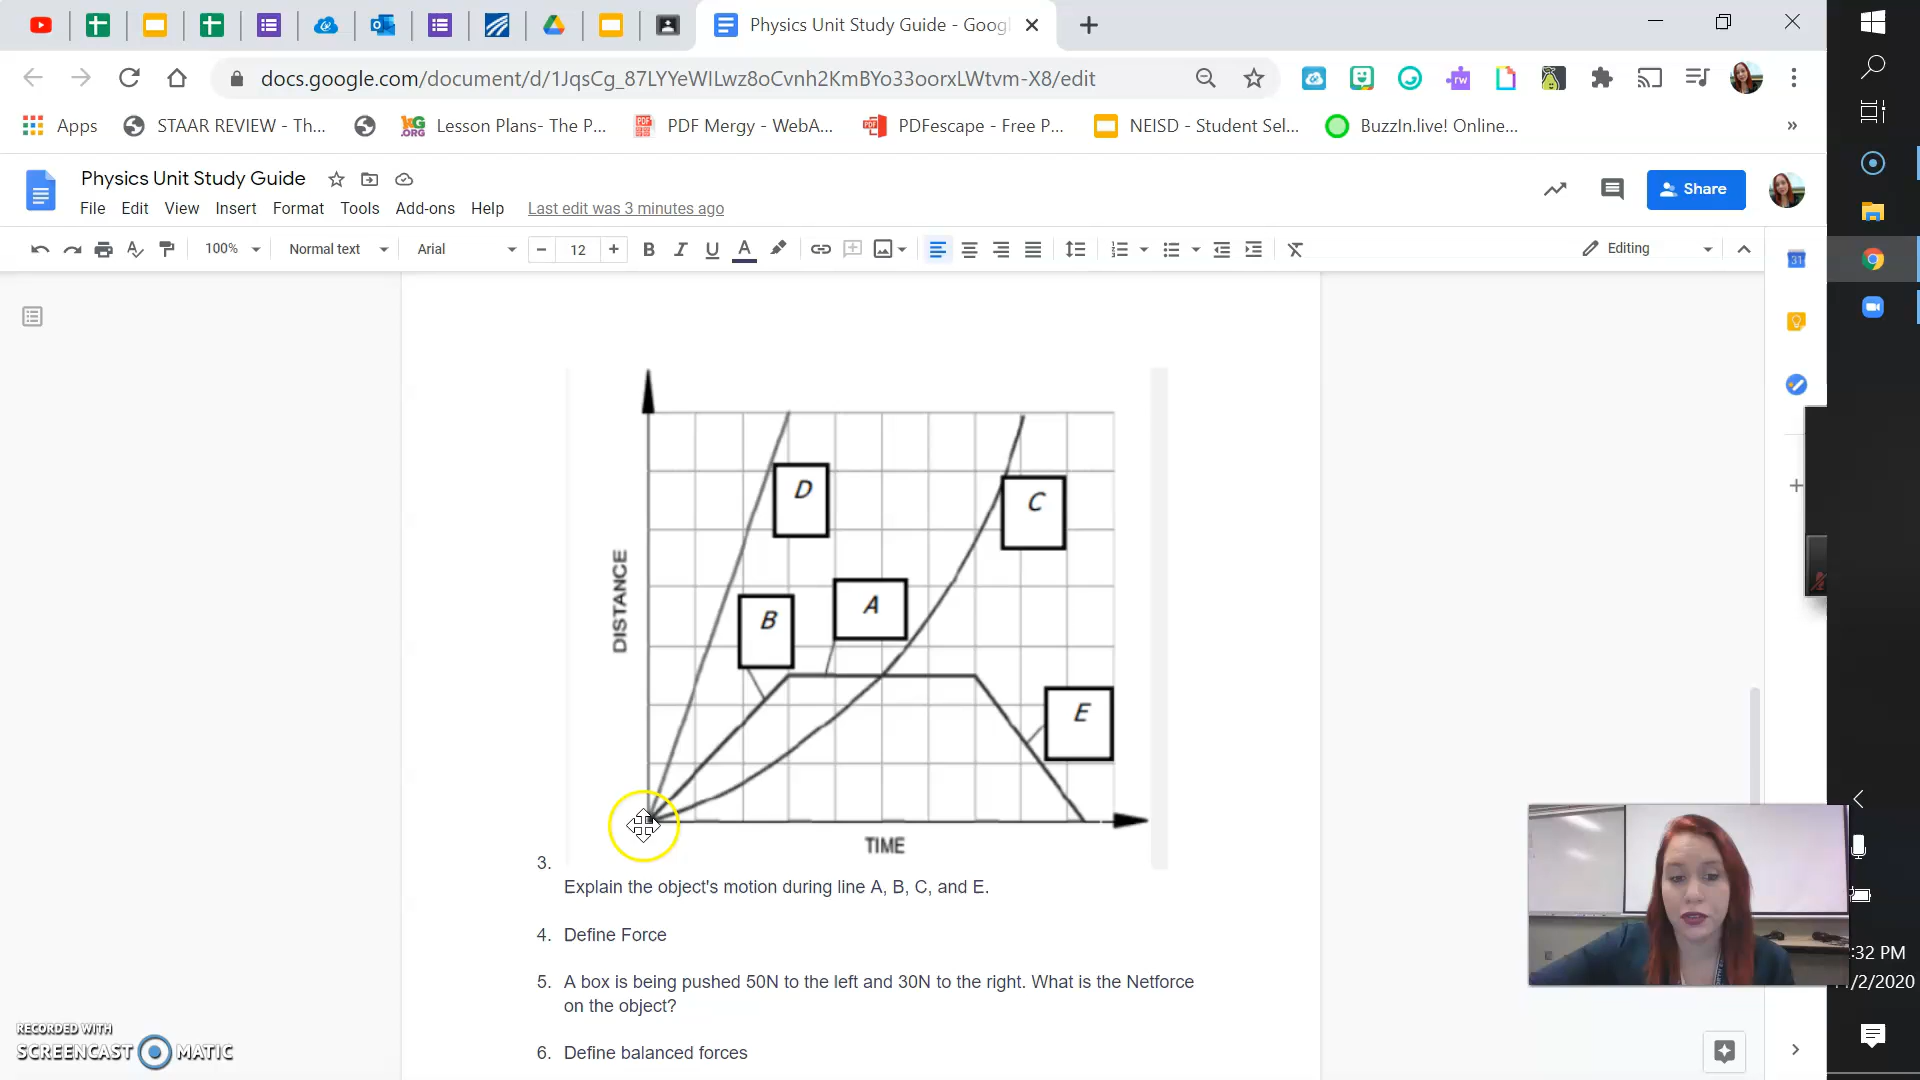 Physics Unit Study Guide - Googl
docs.google.com/document/d/1JqsCg_87LYYeWILwz8oCvnh2KmBYo33oorxLWtvm-X8/edit
Apps
STAAR REVIEW - Th...
Lesson Plans- The P...
PDF Mergy - WebA...
PDFescape - Free P...
NEISD - Student Sel...
BuzzIn.live! Online...
»
Physics Unit Study Guide
Share
File Edit View Insert Format Tools Add-ons Help Last edit was 3 minutes ago
100% Normal text Arial 12 B I U A Editing
31
D
C
A
B
E
DISTANCE
TIME
3.
Explain the object's motion during line A, B, C, and E.
4. Define Force
5. A box is being pushed 50N to the left and 30N to the right. What is the Netforce
on the object?
6. Define balanced forces
:32 PM
/2/2020
RECORDED WITH
SCREENCAST MATIC